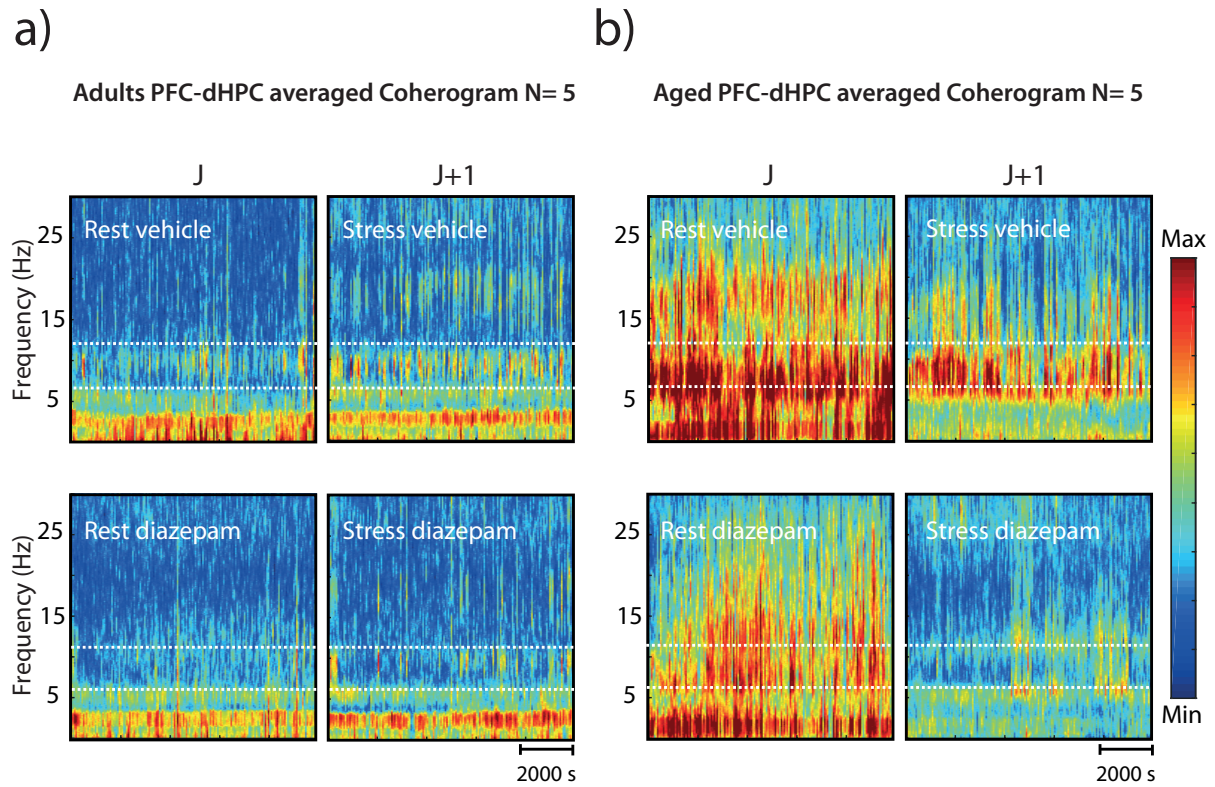 a)
Adults PFC-dHPC averaged Coherogram N= 5
J
J+1
Frequency (Hz)
25
15
5
Rest vehicle
Stress vehicle
Frequency (Hz)
25
15
5
Rest diazepam
Stress diazepam
2000 s
b)
Aged PFC-dHPC averaged Coherogram N= 5
J
J+1
25
15
5
Rest vehicle
Stress vehicle
25
15
5
Rest diazepam
Stress diazepam
2000 s
Max
Min